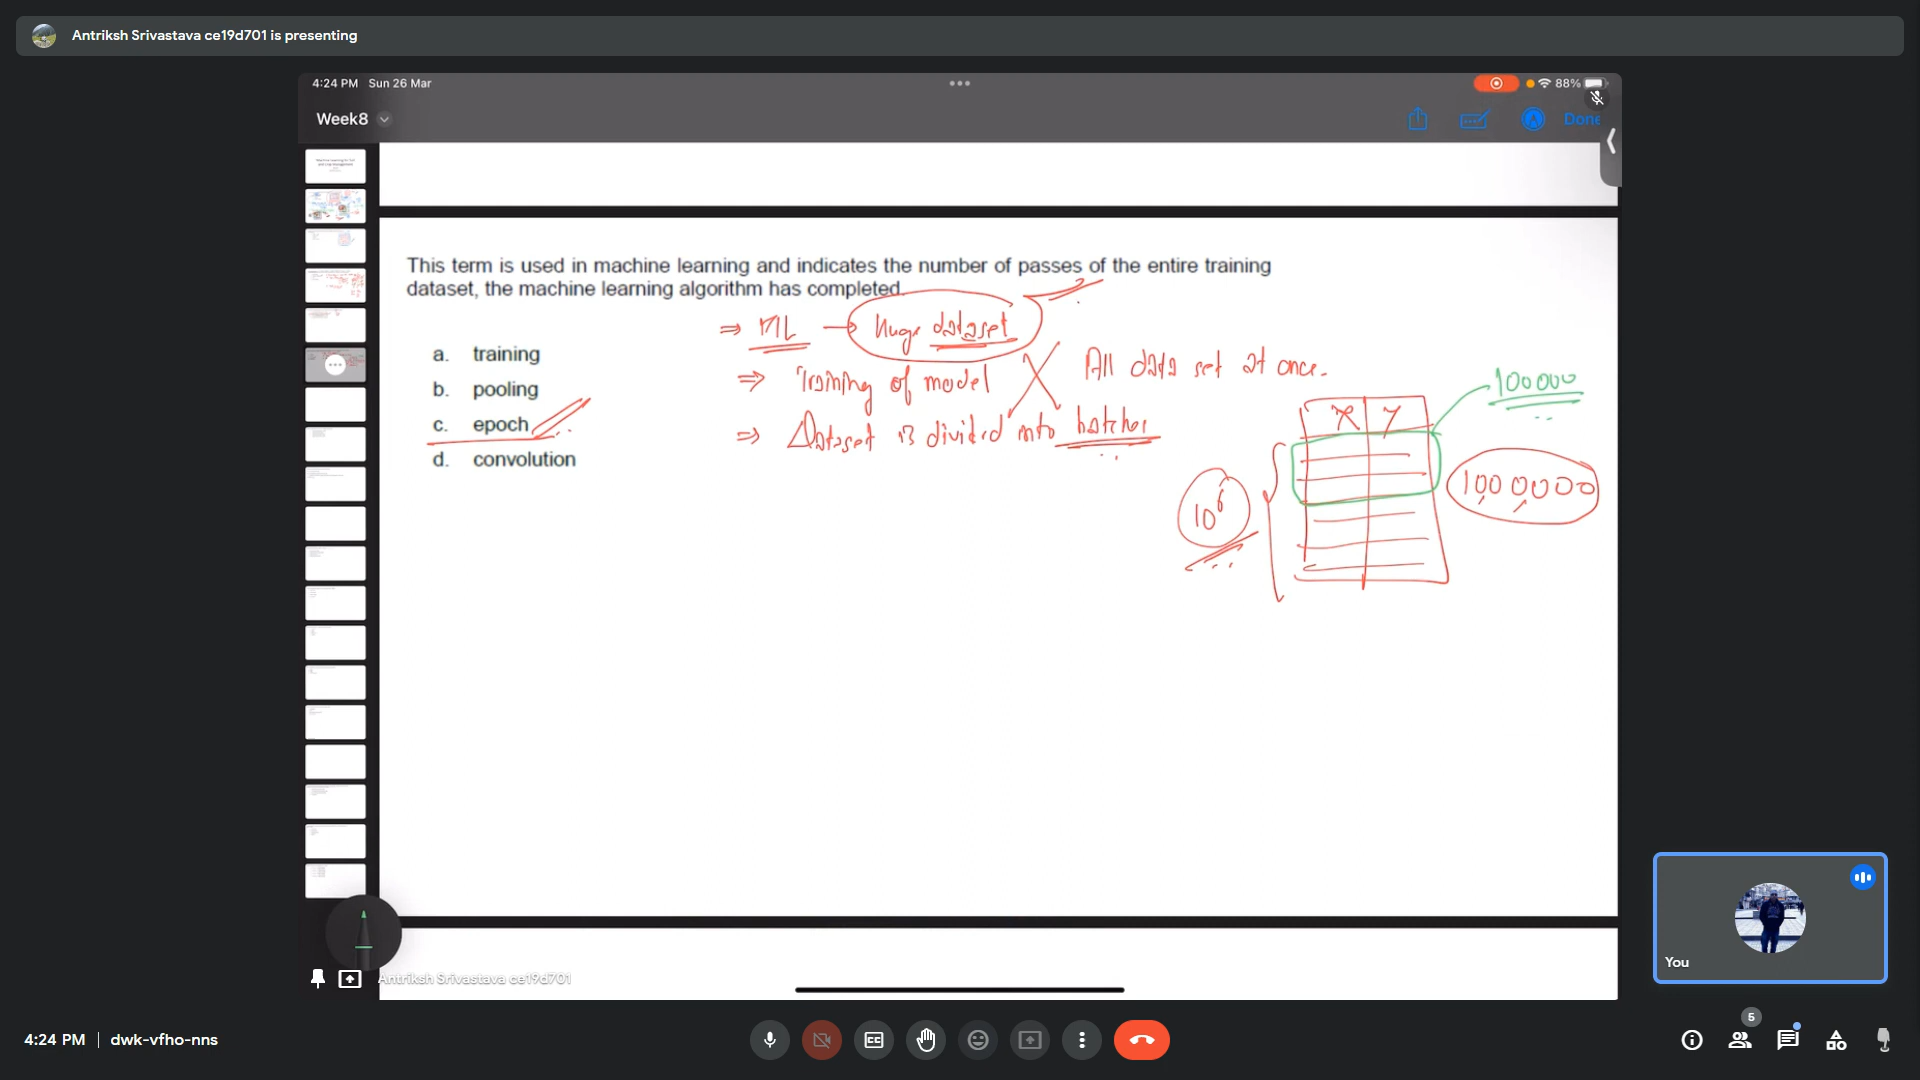 Antriksh Srivastava ce19d701 is presenting
4:24 PM Sun 26 Mar
88%
Week8
Done
This term is used in machine learning and indicates the number of passes of the entire training
dataset, the machine learning algorithm has completed.
a. training
b. pooling
c. epoch
d. convolution
⇒ ML → huge dataset
⇒ Training of model
All data set at once.
⇒ Dataset is divided into batches
x y
100000
1000000
10⁶
Antriksh Srivastava ce19d701
You
4:24 PM | dwk-vfho-nns
5